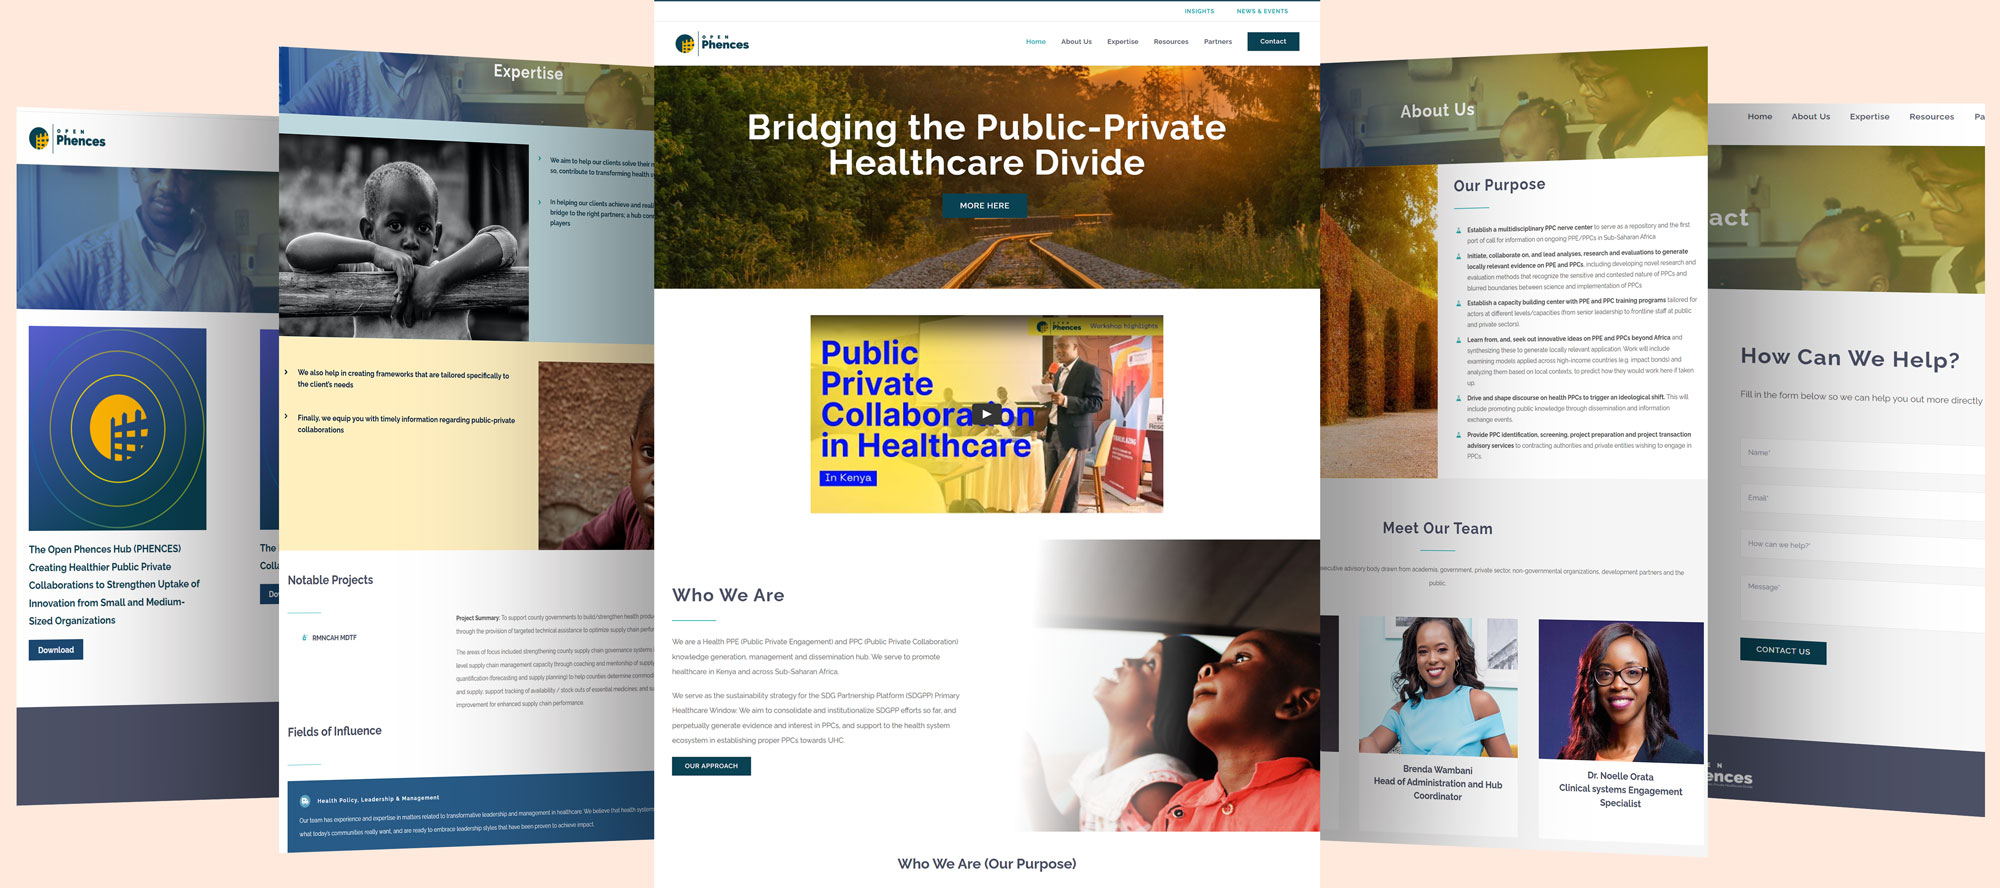 OPEN
Phences
The Open Phences Hub (PHENCES)
Creating Healthier Public Private
Collaborations to Strengthen Uptake of
Innovation from Small and Medium-
Sized Organizations
Download
The
Expertise
We aim to help our clients solve their
so, contribute to transforming health
In helping our clients achieve and
bridge to the right partners; a hub
players
We also help in creating frameworks that are tailored specifically to
the client's needs
Finally, we equip you with timely information regarding public-private
collaborations
Notable Projects
RMNCAH MDTF
Project Summary: To support county governments to build/strengthen health
through the provision of targeted technical assistance to optimize supply chain
The areas of focus included strengthening county supply chain governance systems
level supply chain management capacity through coaching and mentorship of
quantification (forecasting and supply planning) to help counties determine
and supply; support tracking of availability / stock outs of essential medicines, and
improvement for enhanced supply chain performance.
Fields of Influence
Health Policy, Leadership & Management
Our team has experience and expertise in matters related to transformative leadership and management in healthcare. We believe that health
what today's communities really want, and are ready to embrace leadership styles that have been proven to achieve impact.
INSIGHTS NEWS & EVENTS
OPEN
Phences
Home About Us Expertise Resources Partners Contact
Bridging the Public-Private
Healthcare Divide
MORE HERE
Phences Workshop highlights
Public
Private
Collaboration
in Healthcare
In Kenya
Who We Are
We are a Health PPE (Public Private Engagement) and PPC (Public Private Collaboration)
knowledge generation, management and dissemination hub. We serve to promote
healthcare in Kenya and across Sub-Saharan Africa.
We serve as the sustainability strategy for the SDG Partnership Platform (SDGPP) Primary
Healthcare Window. We aim to consolidate and institutionalize SDGPP efforts so far, and
perpetually generate evidence and interest in PPCs, and support to the health system
ecosystem in establishing proper PPCs towards UHC.
OUR APPROACH
Who We Are (Our Purpose)
About Us
Our Purpose
Establish a multidisciplinary PPC nerve center to serve as a repository and the first
port of call for information on ongoing PPE/PPCs in Sub-Saharan Africa
Initiate, collaborate on, and lead analyses, research and evaluations to generate
locally relevant evidence on PPE and PPCs, including developing novel research and
evaluation methods that recognize the sensitive and contested nature of PPCs and
blurred boundaries between science and implementation of PPCs
Establish a capacity building center with PPE and PPC training programs tailored for
actors at different levels/capacities (from senior leadership to frontline staff at public
and private sectors).
Learn from, and, seek out innovative ideas on PPE and PPCs beyond Africa and
synthesizing these to generate locally relevant application. Work will include
examining models applied across high-income countries (e.g. impact bonds) and
analyzing them based on local contexts, to predict how they would work here if taken
up.
Drive and shape discourse on health PPCs to trigger an ideological shift. This will
include promoting public knowledge through dissemination and information
exchange events.
Provide PPC identification, screening, project preparation and project transaction
advisory services to contracting authorities and private entities wishing to engage in
PPCs.
Meet Our Team
executive advisory body drawn from academia, government, private sector, non-governmental organizations, development partners and the
public.
Brenda Wambani
Head of Administration and Hub
Coordinator
Dr. Noelle Orata
Clinical systems Engagement
Specialist
Home About Us Expertise Resources Pa
act
How Can We Help?
Fill in the form below so we can help you out more directly
Name*
Email*
How can we help?*
Message*
CONTACT US
EN
ences